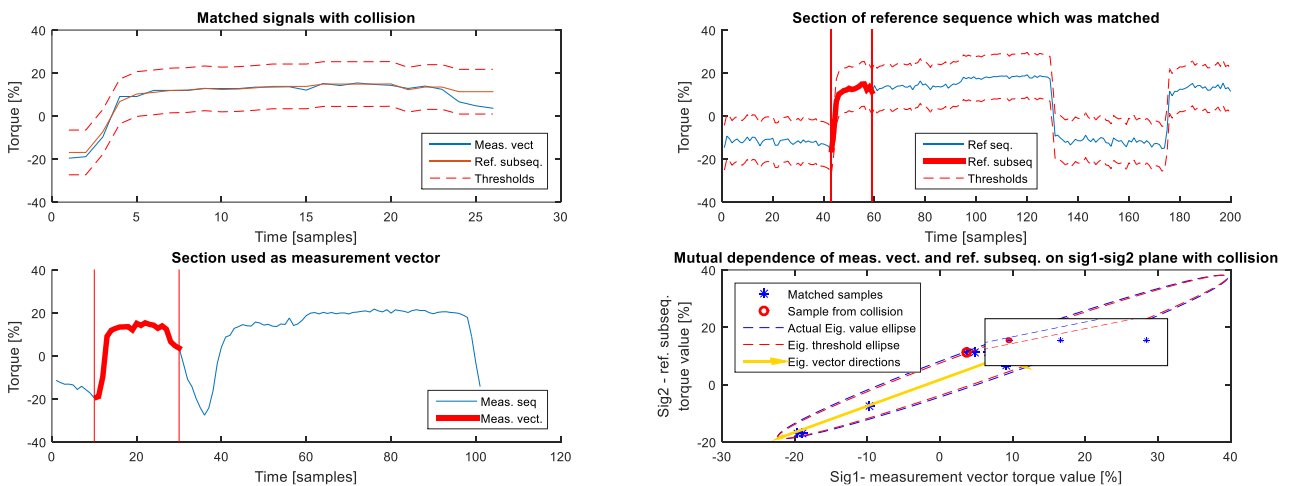 Matched signals with collision
40
20
0
-20
-40
Torque [%]
Meas. vect
Ref. subseq.
Thresholds
0 5 10 15 20 25 30
Time [samples]
Section of reference sequence which was matched
40
20
0
-20
-40
Torque [%]
Ref seq.
Ref. subseq
Thresholds
0 20 40 60 80 100 120 140 160 180 200
Time [samples]
Section used as measurement vector
40
20
0
-20
-40
Torque [%]
Meas. seq
Meas. vect.
0 20 40 60 80 100 120
Time [samples]
Mutual dependence of meas. vect. and ref. subseq. on sig1-sig2 plane with collision
40
20
0
-20
Sig2 - ref. subseq.
torque value [%]
Matched samples
Sample from collision
Actual Eig. value ellipse
Eig. threshold ellipse
Eig. vector directions
-30 -20 -10 0 10 20 30 40
Sig1- measurement vector torque value [%]